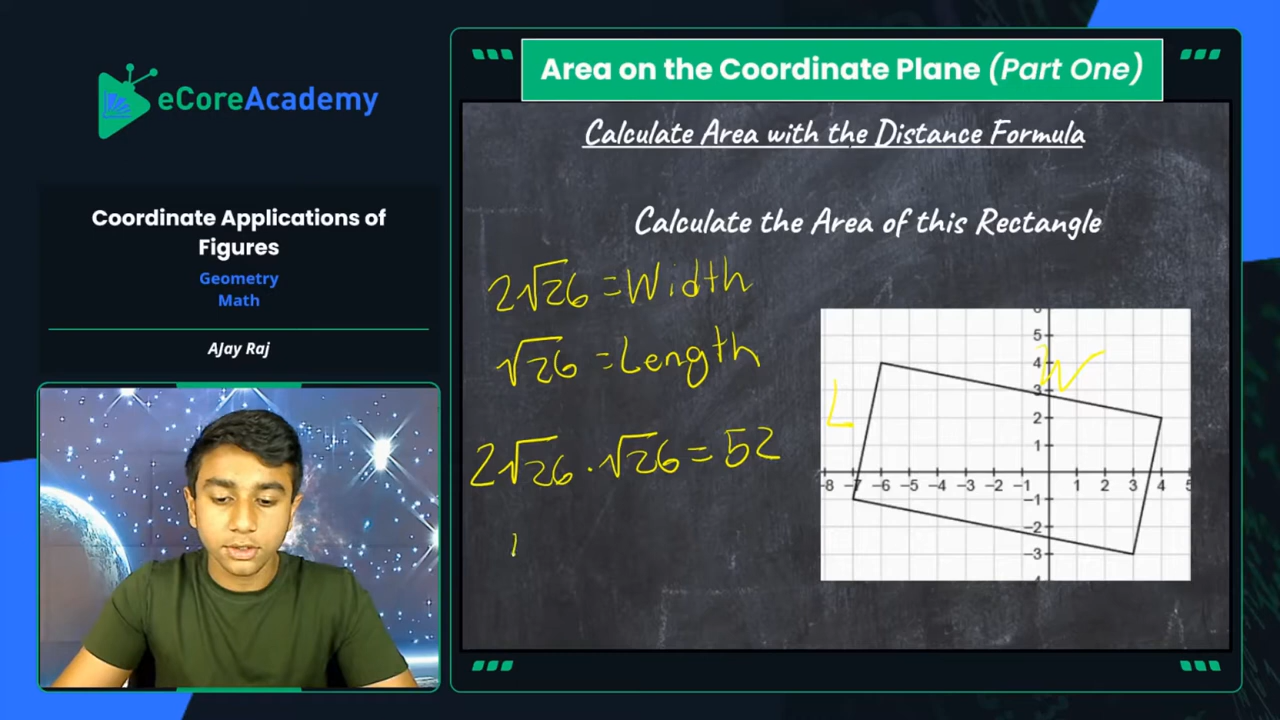 eCoreAcademy
Coordinate Applications of
Figures
Geometry
Math
AJay Raj
Area on the Coordinate Plane (Part One)
Calculate Area with the Distance Formula
Calculate the Area of this Rectangle
2√26 = Width
√26 = Length
2√26 · √26 = 52
L
W
6
5
4
3
2
1
-8 -7 -6 -5 -4 -3 -2 -1 1 2 3 4 5
-1
-2
-3